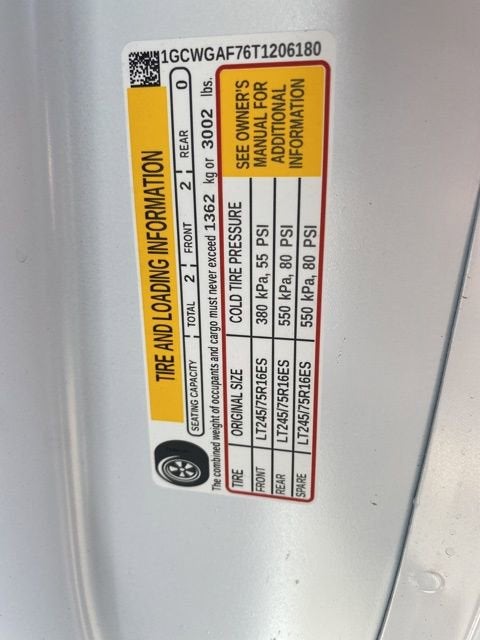 1GCWGAF76T1206180
TIRE AND LOADING INFORMATION
SEATING CAPACITY TOTAL 2 FRONT 2 REAR 0
The combined weight of occupants and cargo must never exceed 1362 kg or 3002 lbs.
TIRE ORIGINAL SIZE COLD TIRE PRESSURE
FRONT LT245/75R16ES 380 kPa, 55 PSI
REAR LT245/75R16ES 550 kPa, 80 PSI
SPARE LT245/75R16ES 550 kPa, 80 PSI
SEE OWNER'S
MANUAL FOR
ADDITIONAL
INFORMATION